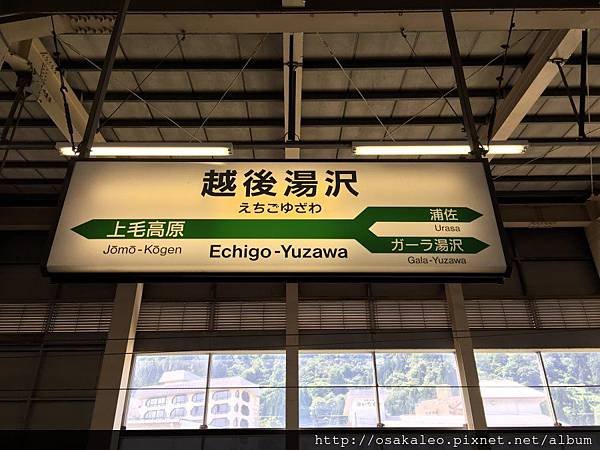 越後湯沢
えちごゆざわ
上毛高原
Jōmō-Kōgen
Echigo-Yuzawa
浦佐
Urasa
ガーラ湯沢
Gala-Yuzawa
http://osakaleo.pixnet.net/album